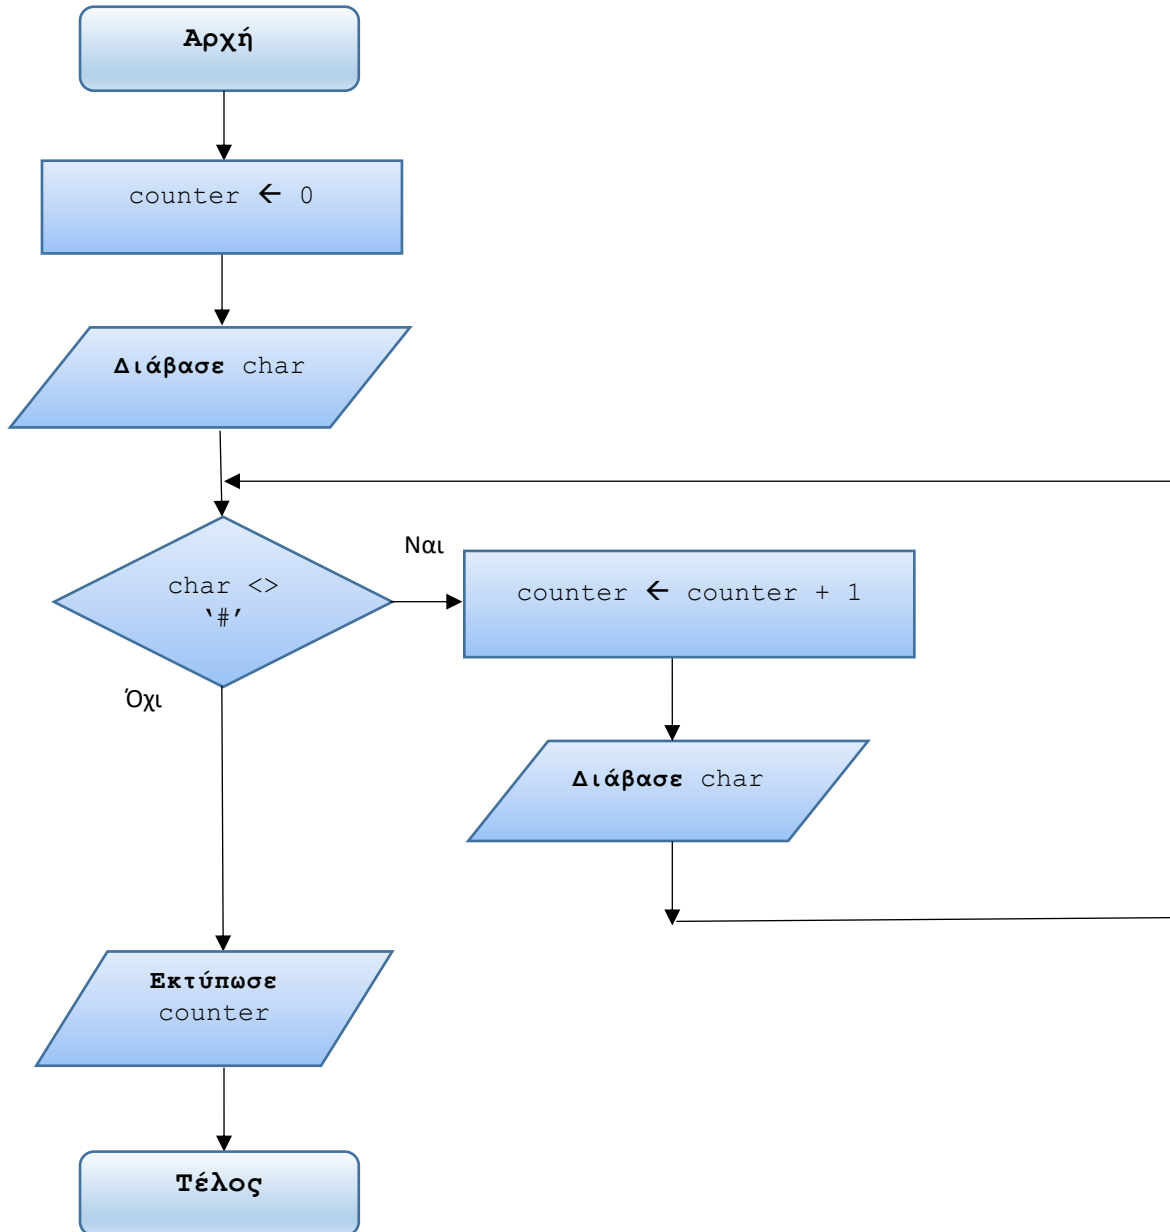 Αρχή
counter 🡨 0
Διάβασε char
char <>
‘#’
Ναι
counter 🡨 counter + 1
Όχι
Διάβασε char
Εκτύπωσε
counter
Τέλος